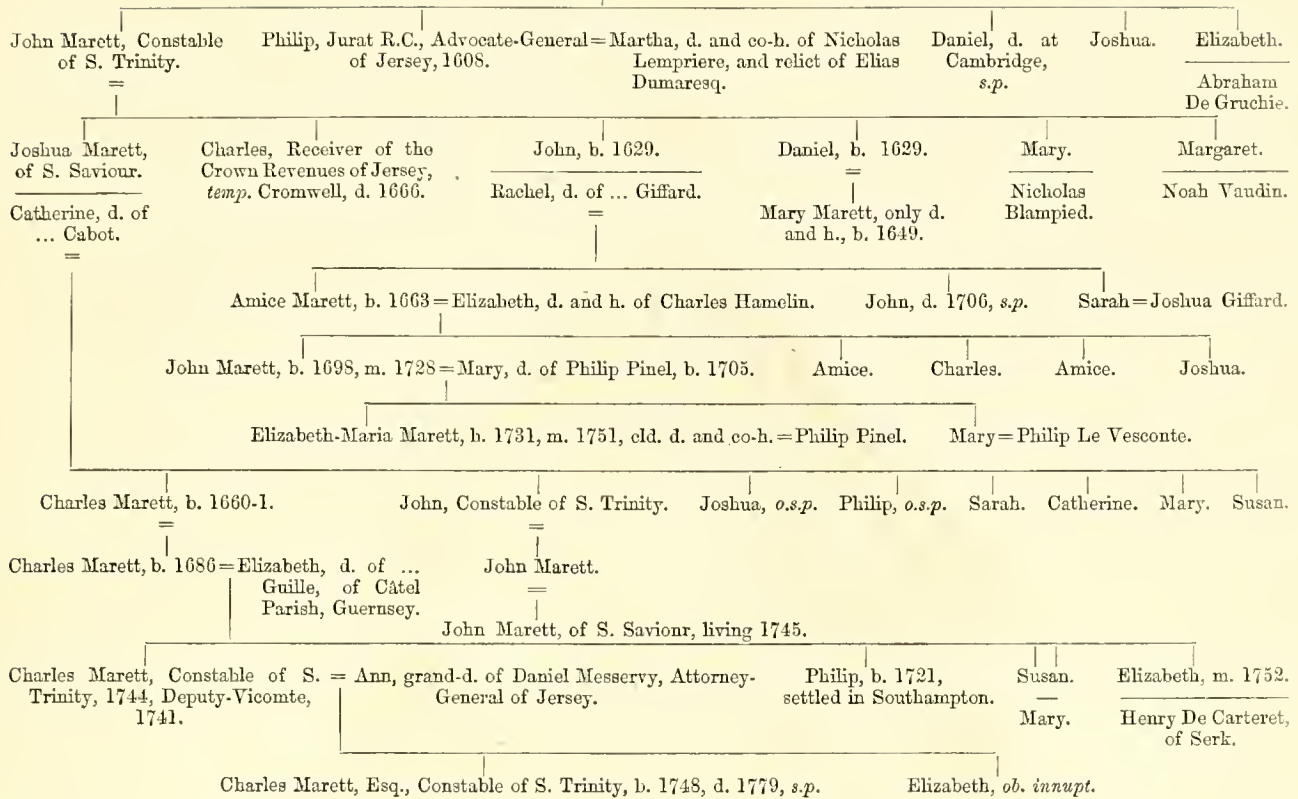 John Marett, Constable of S. Trinity.
=
Philip, Jurat R.C., Advocate-General of Jersey, 1608. = Martha, d. and co-h. of Nicholas Lempriere, and relict of Elias Dumaresq.
Daniel, d. at Cambridge, s.p.
Joshua.
Elizabeth.
Abraham De Gruchie.
Joshua Marett, of S. Saviour.
Catherine, d. of ... Cabot.
=
Charles, Receiver of the Crown Revenues of Jersey, temp. Cromwell, d. 1666.
John, b. 1629.
Rachel, d. of ... Giffard.
=
Daniel, b. 1629.
=
Mary Marett, only d. and h., b. 1649.
Mary.
Nicholas Blampied.
Margaret.
Noah Vaudin.
Amice Marett, b. 1663 = Elizabeth, d. and h. of Charles Hamelin.
John, d. 1706, s.p.
Sarah = Joshua Giffard.
John Marett, b. 1698, m. 1728 = Mary, d. of Philip Pinel, b. 1705.
Amice.
Charles.
Amice.
Joshua.
Elizabeth-Maria Marett, b. 1731, m. 1751, eld. d. and co-h. = Philip Pinel.
Mary = Philip Le Vesconte.
Charles Marett, b. 1660-1.
=
John, Constable of S. Trinity.
=
Joshua, o.s.p.
Philip, o.s.p.
Sarah.
Catherine.
Mary.
Susan.
Charles Marett, b. 1686 = Elizabeth, d. of ... Guille, of Câtel Parish, Guernsey.
John Marett.
=
John Marett, of S. Saviour, living 1745.
Charles Marett, Constable of S. Trinity, 1744, Deputy-Vicomte, 1741. = Ann, grand-d. of Daniel Messervy, Attorney-General of Jersey.
Philip, b. 1721, settled in Southampton.
Susan.
Mary.
Elizabeth, m. 1752.
Henry De Carteret, of Serk.
Charles Marett, Esq., Constable of S. Trinity, b. 1748, d. 1779, s.p.
Elizabeth, ob. innupt.